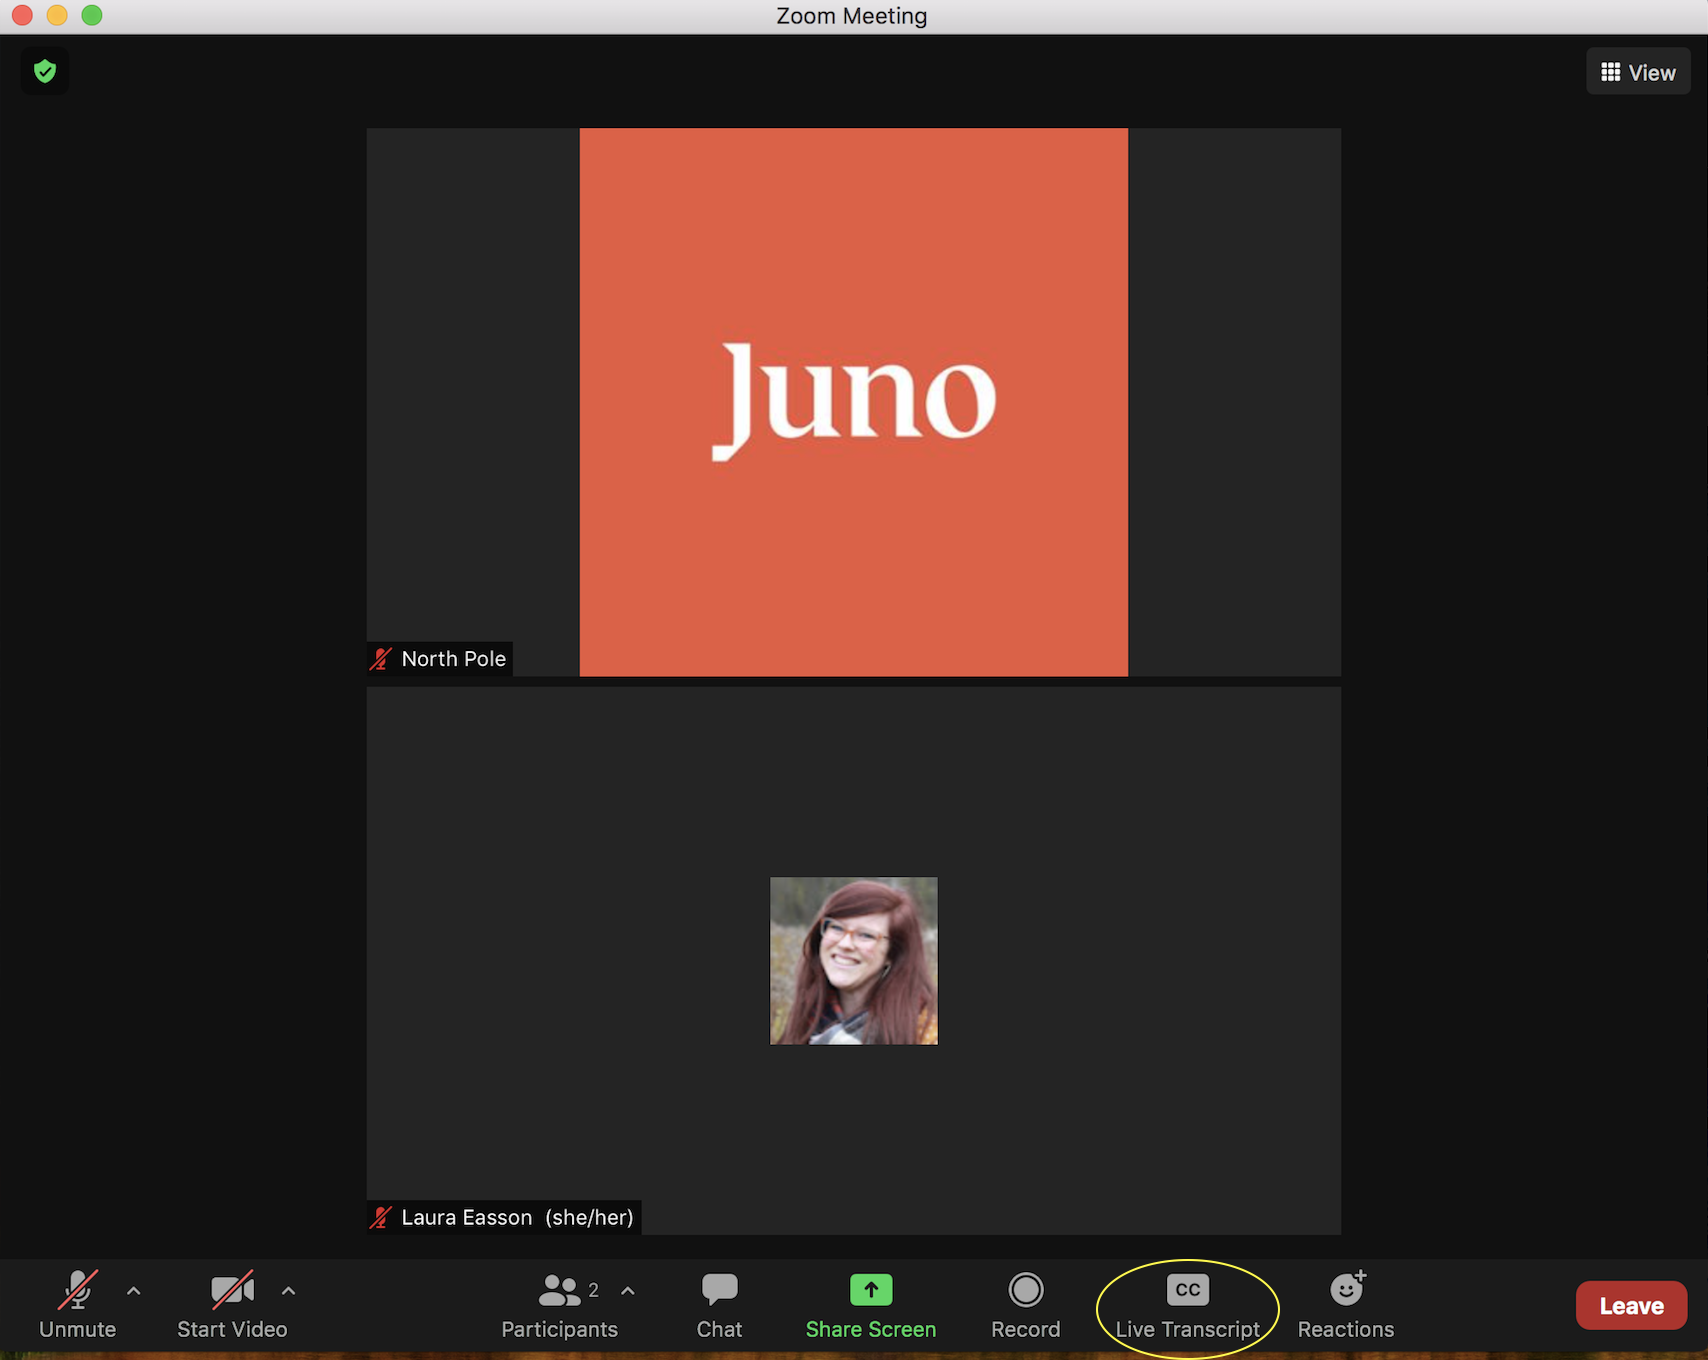 Zoom Meeting
View
Juno
North Pole
Laura Easson (she/her)
2
CC
Unmute
Start Video
Participants
Chat
Share Screen
Record
Live Transcript
Reactions
Leave